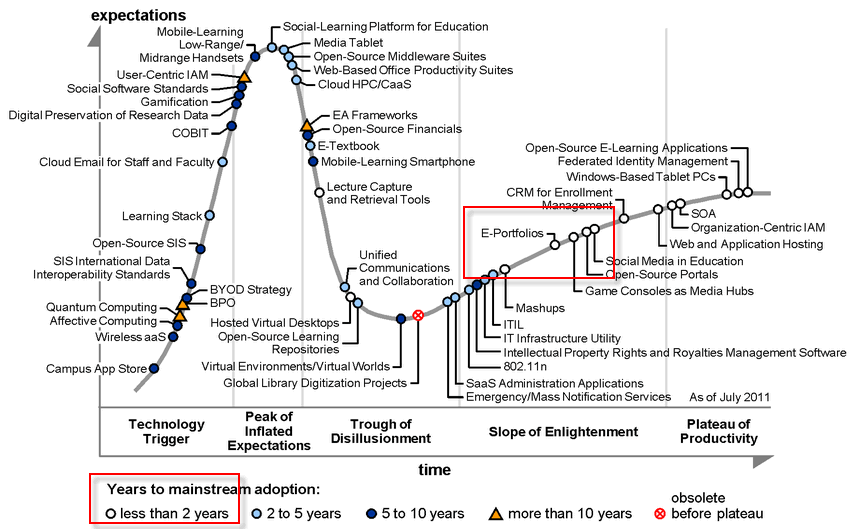 expectations
Mobile-Learning
Low-Range/
Midrange Handsets
User-Centric IAM
Social Software Standards
Gamification
Digital Preservation of Research Data
COBIT
Cloud Email for Staff and Faculty
Learning Stack
Open-Source SIS
SIS International Data
Interoperability Standards
BYOD Strategy
Quantum Computing
BPO
Affective Computing
Wireless aaS
Campus App Store
Social-Learning Platform for Education
Media Tablet
Open-Source Middleware Suites
Web-Based Office Productivity Suites
Cloud HPC/CaaS
EA Frameworks
Open-Source Financials
E-Textbook
Mobile-Learning Smartphone
Lecture Capture
and Retrieval Tools
Unified
Communications
and Collaboration
Hosted Virtual Desktops
Open-Source Learning
Repositories
Virtual Environments/Virtual Worlds
Global Library Digitization Projects
Open-Source E-Learning Applications
Federated Identity Management
Windows-Based Tablet PCs
CRM for Enrollment
Management
E-Portfolios
SOA
Organization-Centric IAM
Web and Application Hosting
Social Media in Education
Open-Source Portals
Game Consoles as Media Hubs
Mashups
ITIL
IT Infrastructure Utility
Intellectual Property Rights and Royalties Management Software
802.11n
SaaS Administration Applications
Emergency/Mass Notification Services
As of July 2011
Technology
Trigger
Peak of
Inflated
Expectations
Trough of
Disillusionment
Slope of Enlightenment
Plateau of
Productivity
time
Years to mainstream adoption:
less than 2 years
2 to 5 years
5 to 10 years
more than 10 years
obsolete
before plateau